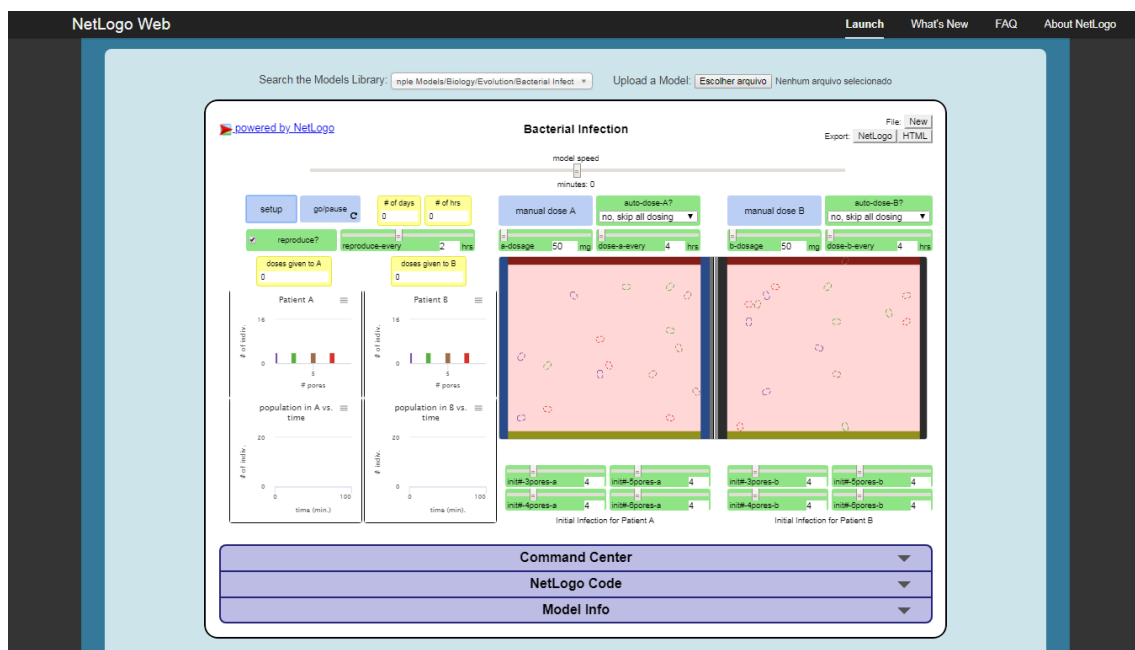 NetLogo Web
Launch What's New FAQ About NetLogo
Search the Models Library: nple Models/Biology/Evolution/Bacterial Infect Upload a Model: Escolher arquivo Nenhum arquivo selecionado
powered by NetLogo
Bacterial Infection
File: New
Export: NetLogo HTML
model speed
minutes: 0
setup
go/pause
# of days
0
# of hrs
0
manual dose A
auto-dose-A?
no, skip all dosing
manual dose B
auto-dose-B?
no, skip all dosing
reproduce?
reproduce-every 2 hrs
a-dosage 50 mg
dose-a-every 4 hrs
b-dosage 50 mg
dose-b-every 4 hrs
doses given to A
0
doses given to B
0
Patient A
# of indiv.
16
0
5
# pores
Patient B
# of indiv.
16
0
5
# pores
population in A vs. time
# of indiv.
20
0
0 100
time (min.)
population in B vs. time
# indiv.
20
0
0 100
time (min).
init#-3pores-a 4
init#-5pores-a 4
init#-4pores-a 4
init#-6pores-a 4
Initial Infection for Patient A
init#-3pores-b 4
init#-5pores-b 4
init#-4pores-b 4
init#-6pores-b 4
Initial Infection for Patient B
Command Center
NetLogo Code
Model Info